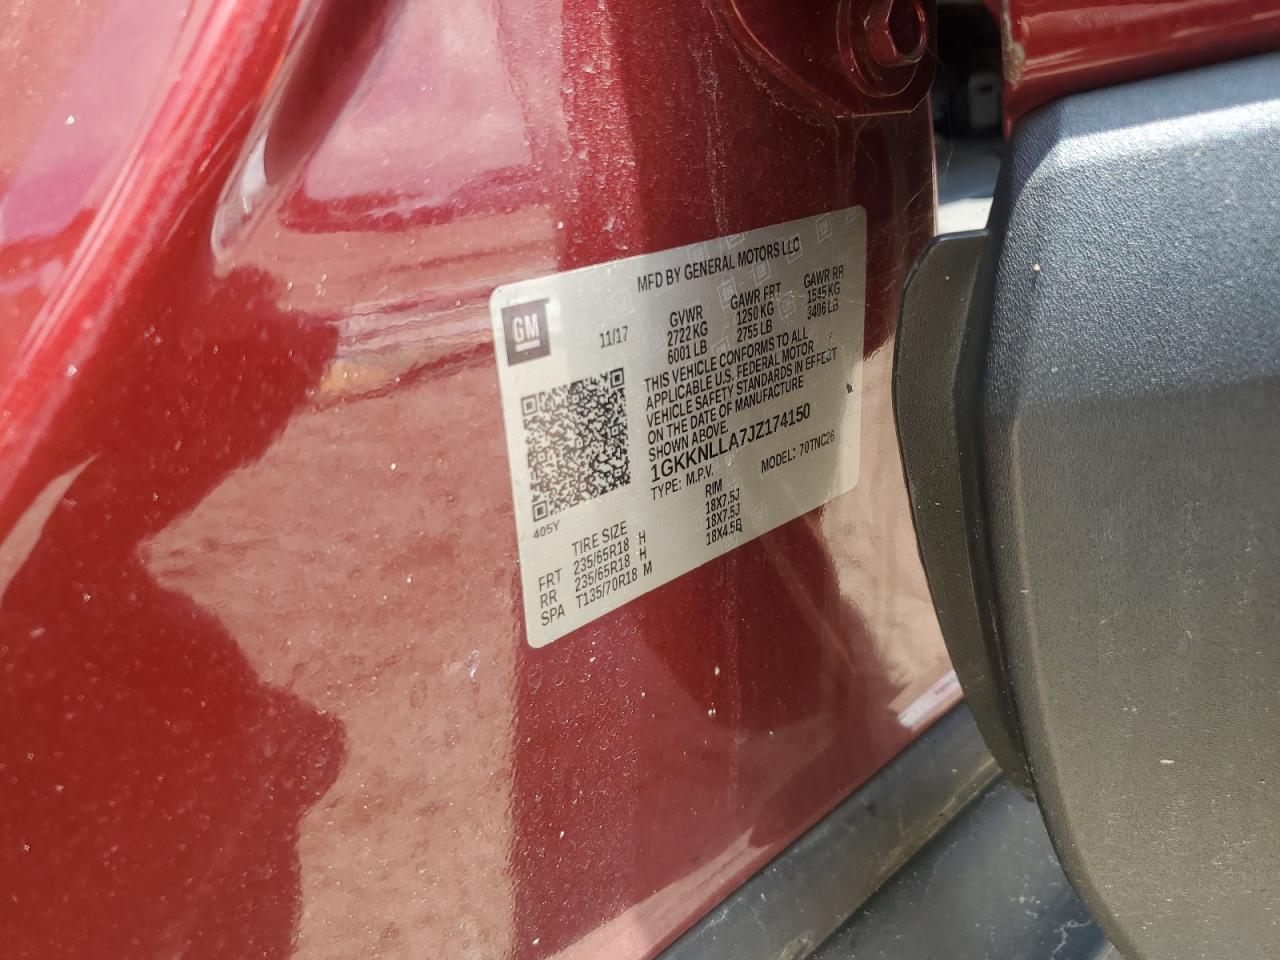 MFD BY GENERAL MOTORS LLC
GM
11/17
GVWR GAWR FRT GAWR RR
2722 KG 1250 KG 1545 KG
6001 LB 2755 LB 3406 LB
THIS VEHICLE CONFORMS TO ALL
APPLICABLE U.S. FEDERAL MOTOR
VEHICLE SAFETY STANDARDS IN EFFECT
ON THE DATE OF MANUFACTURE
SHOWN ABOVE.
1GKKNLLA7JZ174150
TYPE: M.P.V. MODEL: 70TNC26
405Y
TIRE SIZE RIM
FRT 235/65R18 H 18X7.5J
RR 235/65R18 H 18X7.5J
SPA T135/70R18 M 18X4.5B